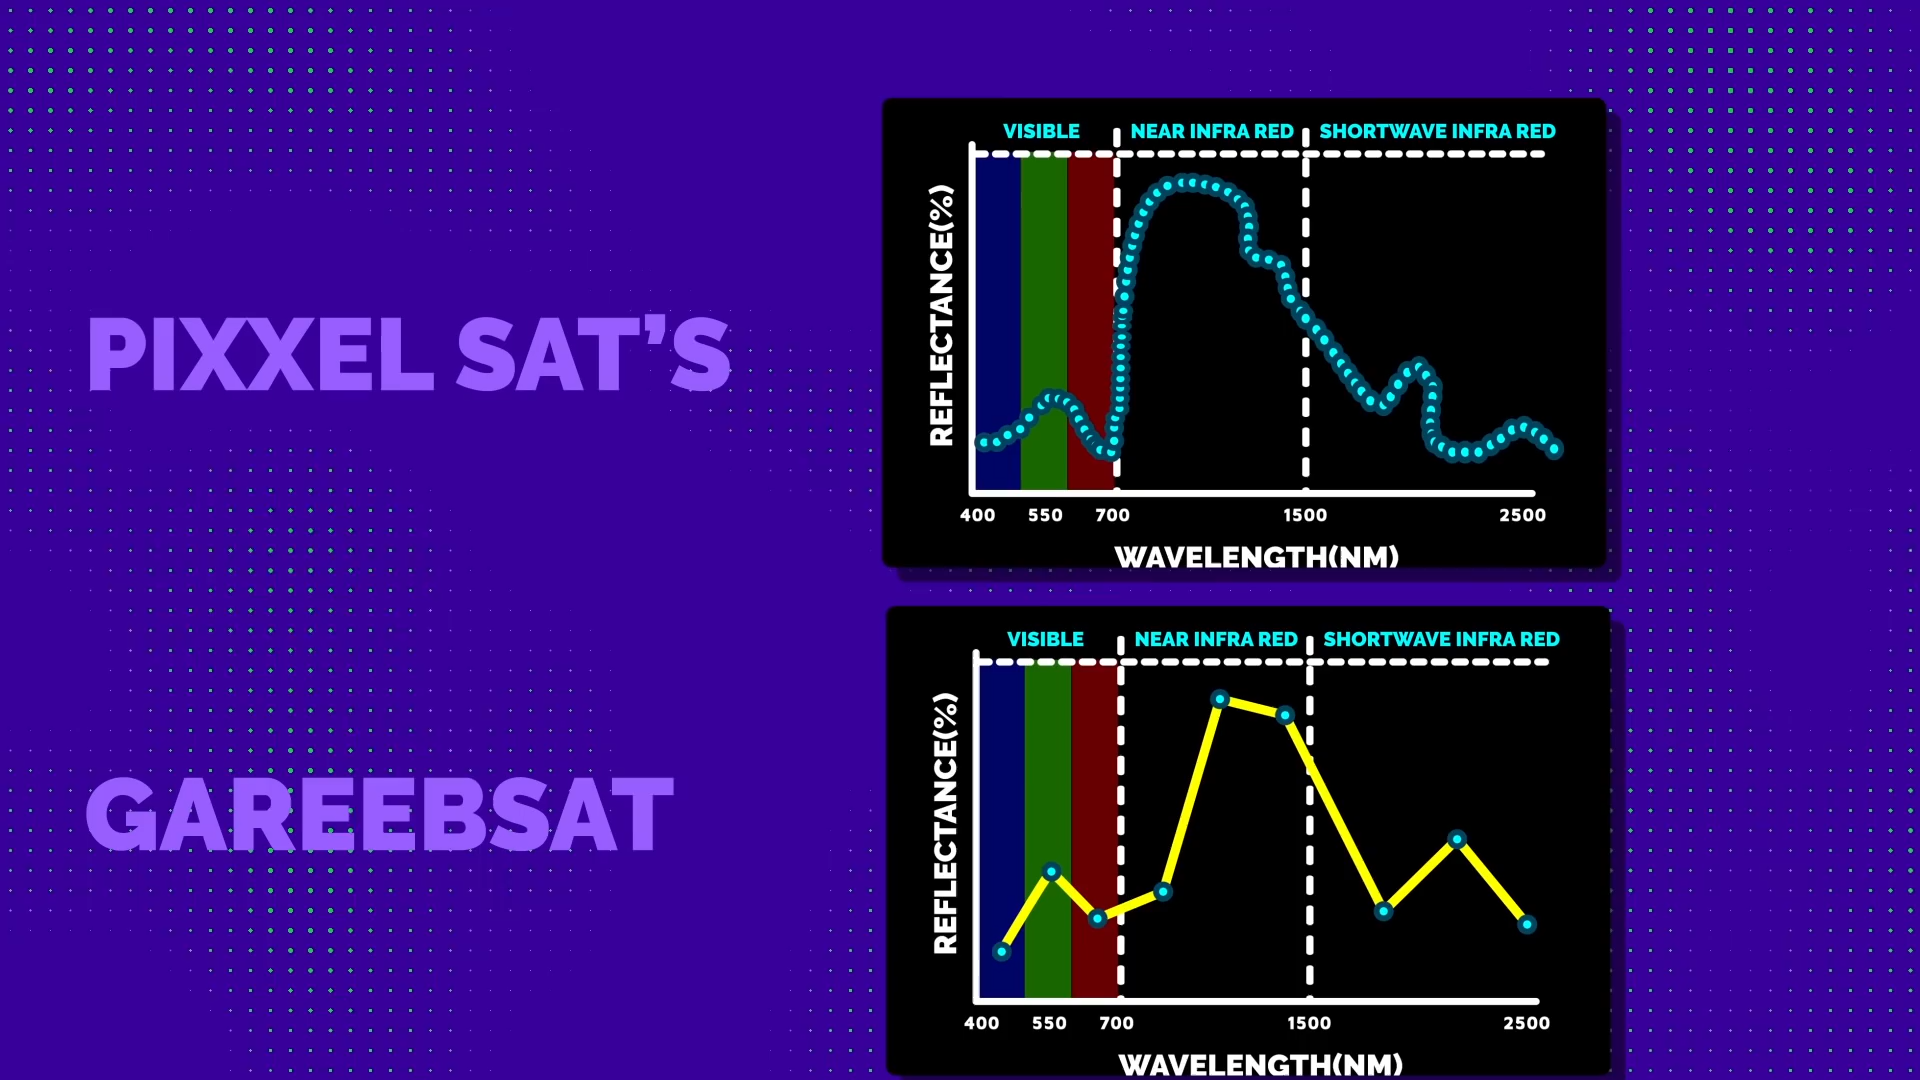 PIXXEL SAT’S
VISIBLE
NEAR INFRA RED
SHORTWAVE INFRA RED
REFLECTANCE(%)
400
550
700
1500
2500
WAVELENGTH(NM)
GAREEBSAT
VISIBLE
NEAR INFRA RED
SHORTWAVE INFRA RED
REFLECTANCE(%)
400
550
700
1500
2500
WAVELENGTH(NM)